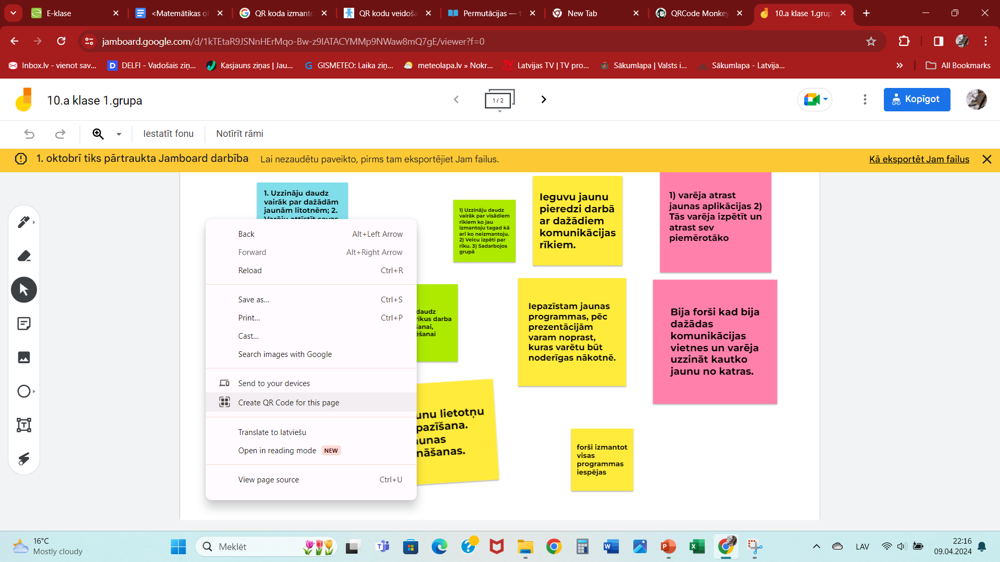 E-klase
<Matemātikas ol
QR koda izmanto
QR kodu veidoša
Permutācijas — t
New Tab
QRCode Monkey
10.a klase 1.grup
jamboard.google.com/d/1kTEtaR9JSNnHErMqo-Bw-z9IATACYMMp9NWaw8mQ7gE/viewer?f=0
Inbox.lv - vienot sav...
DELFI - Vadošais ziņ...
Kasjauns ziņas | Jau...
GISMETEO: Laika ziņ...
meteolapa.lv » Nokr...
Latvijas TV | TV pro...
Sākumlapa | Valsts i...
Sākumlapa - Latvija...
All Bookmarks
10.a klase 1.grupa
1 / 2
Kopīgot
Iestatīt fonu
Notīrīt rāmi
1. oktobrī tiks pārtraukta Jamboard darbība
Lai nezaudētu paveikto, pirms tam eksportējiet Jam failus.
Kā eksportēt Jam failus
1. Uzzināju daudz
vairāk par dažādām
jaunām litotnēm; 2.
Varēju attīstīt savas
1) Uzzināju daudz
vairāk par visādiem
rīkiem ko jau
izmantoju tagad kā
arī ko neizmantoju.
2) Veicu izpēti par
rīku. 3) Sadarbojos
grupā
Ieguvu jaunu
pieredzi darbā
ar dažādiem
komunikācijas
rīkiem.
1) varēja atrast
jaunas aplikācijas 2)
Tās varēja izpētīt un
atrast sev
piemērotāko
Back Alt+Left Arrow
Forward Alt+Right Arrow
Reload Ctrl+R
Save as... Ctrl+S
Print... Ctrl+P
Cast...
Search images with Google
Send to your devices
Create QR Code for this page
Translate to latviešu
Open in reading mode NEW
View page source Ctrl+U
daudz
rīkus darba
šanai,
ēšanai
Iepazīstam jaunas
programmas, pēc
prezentācijām
varam noprast,
kuras varētu būt
noderīgas nākotnē.
Bija forši kad bija
dažādas
komunikācijas
vietnes un varēja
uzzināt kautko
jaunu no katras.
unu lietotņu
pazīšana.
unas
nāšanas.
forši izmantot
visas
programmas
iespējas
16°C
Mostly cloudy
Meklēt
LAV
22:16
09.04.2024